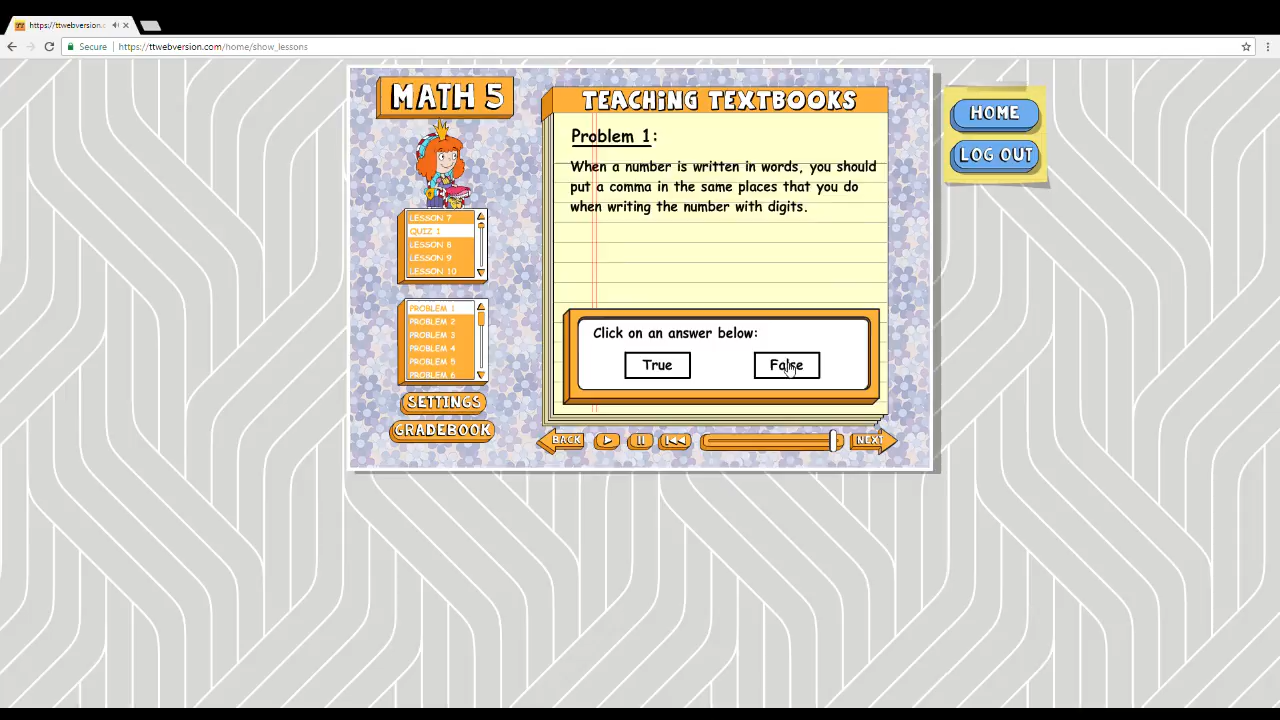 https://ttwebversion.c
Secure
https://ttwebversion.com/home/show_lessons
MATH 5
TEACHING TEXTBOOKS
HOME
LOG OUT
Problem 1:
When a number is written in words, you should
put a comma in the same places that you do
when writing the number with digits.
LESSON 7
QUIZ 1
LESSON 8
LESSON 9
LESSON 10
PROBLEM 1
PROBLEM 2
PROBLEM 3
PROBLEM 4
PROBLEM 5
PROBLEM 6
Click on an answer below:
True
False
SETTINGS
GRADEBOOK
BACK
NEXT